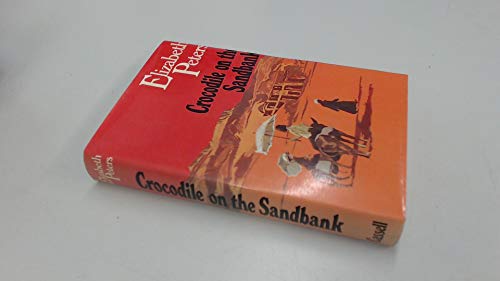 Elizabeth
Peters
Crocodile on the
Sandbank
Elizabeth
Peters
Crocodile on the Sandbank
Cassell